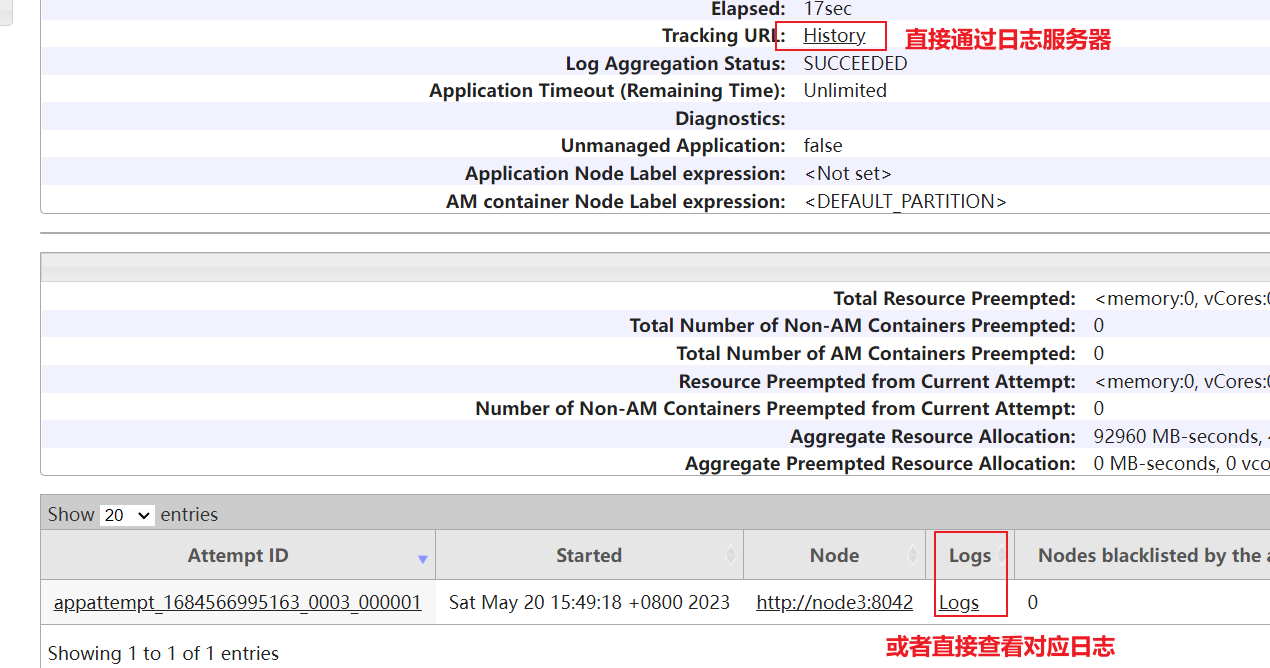 Elapsed: 17sec
Tracking URL: History 直接通过日志服务器
Log Aggregation Status: SUCCEEDED
Application Timeout (Remaining Time): Unlimited
Diagnostics:
Unmanaged Application: false
Application Node Label expression: <Not set>
AM container Node Label expression: <DEFAULT_PARTITION>
Total Resource Preempted: <memory:0, vCores:
Total Number of Non-AM Containers Preempted: 0
Total Number of AM Containers Preempted: 0
Resource Preempted from Current Attempt: <memory:0, vCores:
Number of Non-AM Containers Preempted from Current Attempt: 0
Aggregate Resource Allocation: 92960 MB-seconds,
Aggregate Preempted Resource Allocation: 0 MB-seconds, 0 vco
Show 20 entries
Attempt ID Started Node Logs Nodes blacklisted by the
appattempt_1684566995163_0003_000001 Sat May 20 15:49:18 +0800 2023 http://node3:8042 Logs 0
或者直接查看对应日志
Showing 1 to 1 of 1 entries